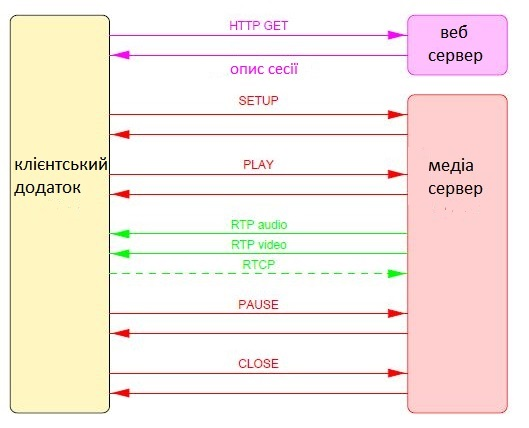 HTTP GET
веб
сервер
опис сесії
SETUP
клієнтський
додаток
PLAY
медіа
сервер
RTP audio
RTP video
RTCP
PAUSE
CLOSE